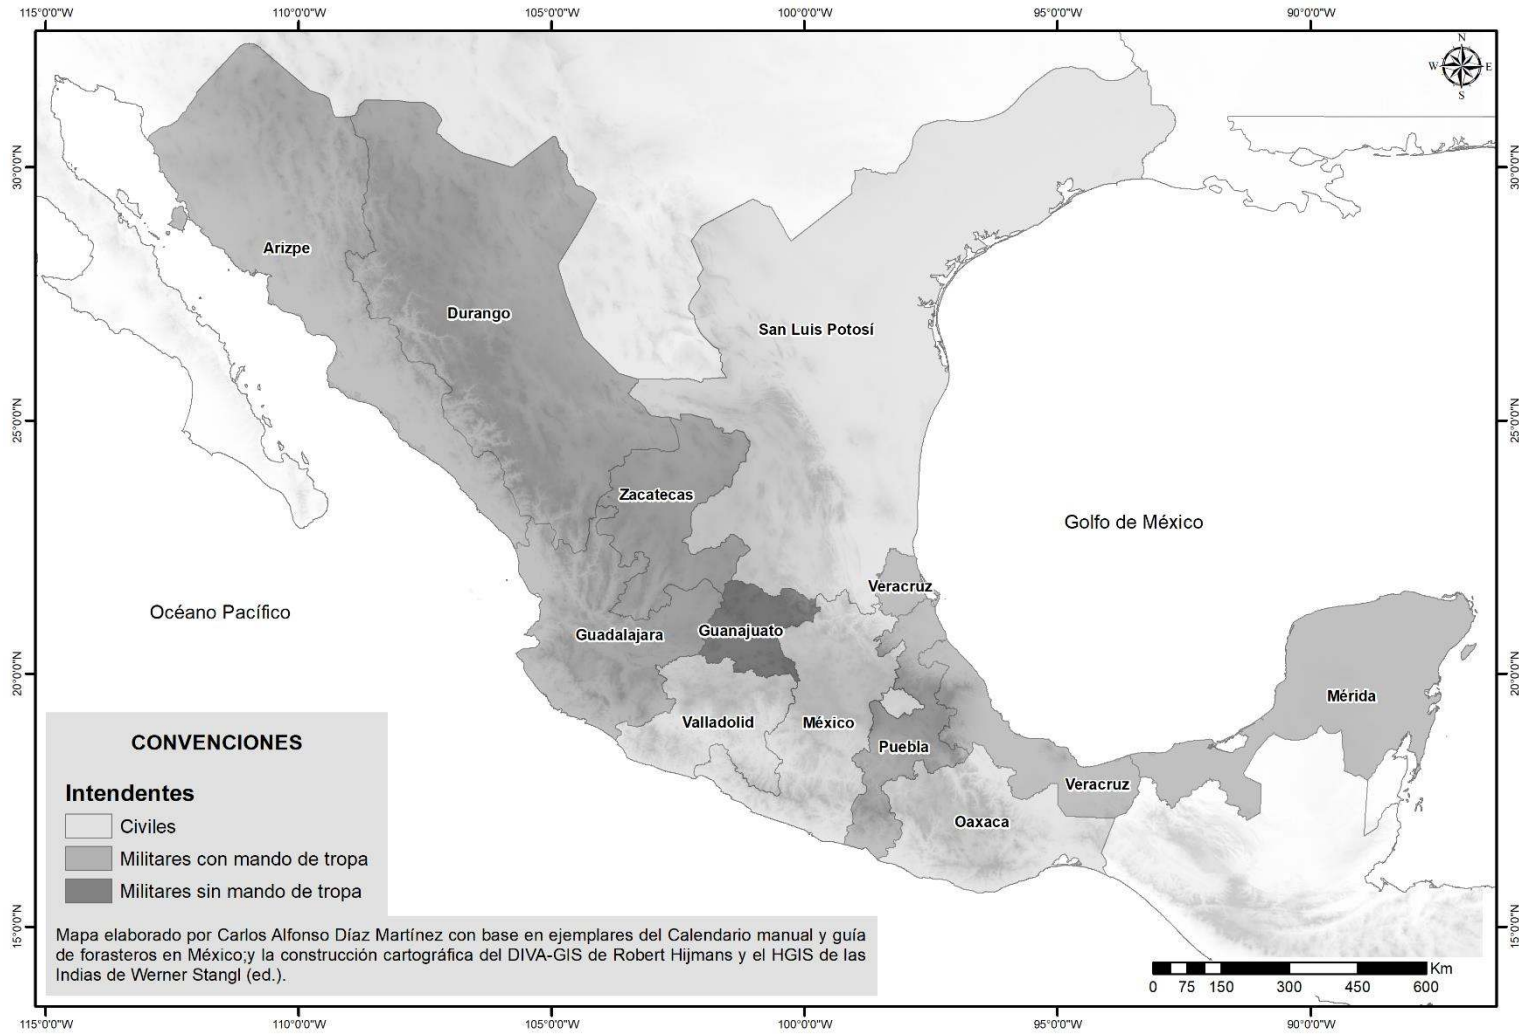 115°0'0"W 110°0'0"W 105°0'0"W 100°0'0"W 95°0'0"W 90°0'0"W
N
W E
S
30°0'0"N 30°0'0"N
Arizpe
Durango
San Luis Potosí
25°0'0"N 25°0'0"N
Zacatecas
Golfo de México
Veracruz
Océano Pacífico
Guadalajara
Guanajuato
20°0'0"N 20°0'0"N
Mérida
Valladolid
México
Puebla
Veracruz
Oaxaca
CONVENCIONES
Intendentes
Civiles
Militares con mando de tropa
Militares sin mando de tropa
15°0'0"N 15°0'0"N
Mapa elaborado por Carlos Alfonso Díaz Martínez con base en ejemplares del Calendario manual y guía
de forasteros en México;y la construcción cartográfica del DIVA-GIS de Robert Hijmans y el HGIS de las
Indias de Werner Stangl (ed.).
Km
0 75 150 300 450 600
115°0'0"W 110°0'0"W 105°0'0"W 100°0'0"W 95°0'0"W 90°0'0"W